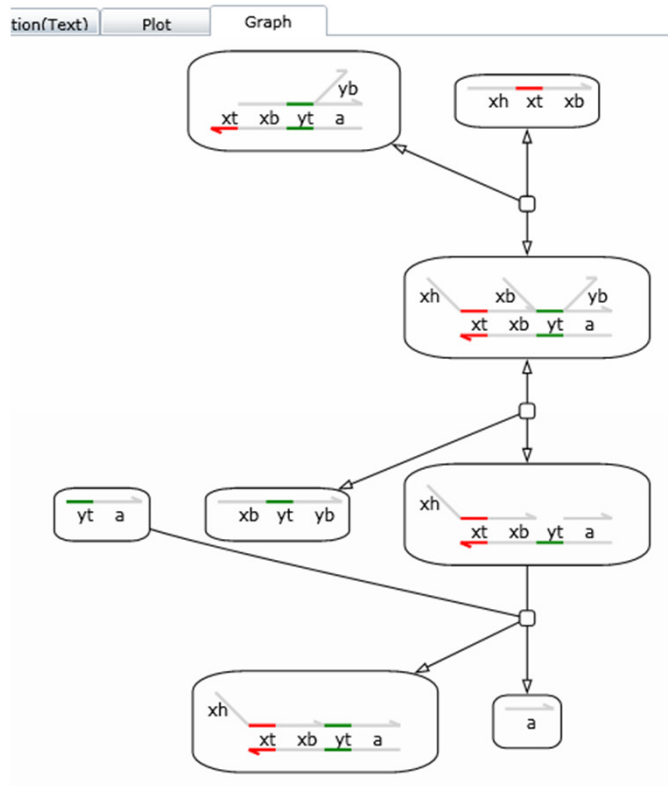 tion(Text) Plot Graph
yb
xt xb yt a
xh xt xb
xh xb yb
xt xb yt a
xh
xt xb yt a
yt a
xb yt yb
xh
xt xb yt a
a